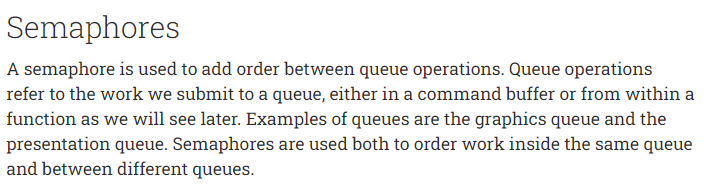 Semaphores
A semaphore is used to add order between queue operations. Queue operations
refer to the work we submit to a queue, either in a command buffer or from within a
function as we will see later. Examples of queues are the graphics queue and the
presentation queue. Semaphores are used both to order work inside the same queue
and between different queues.